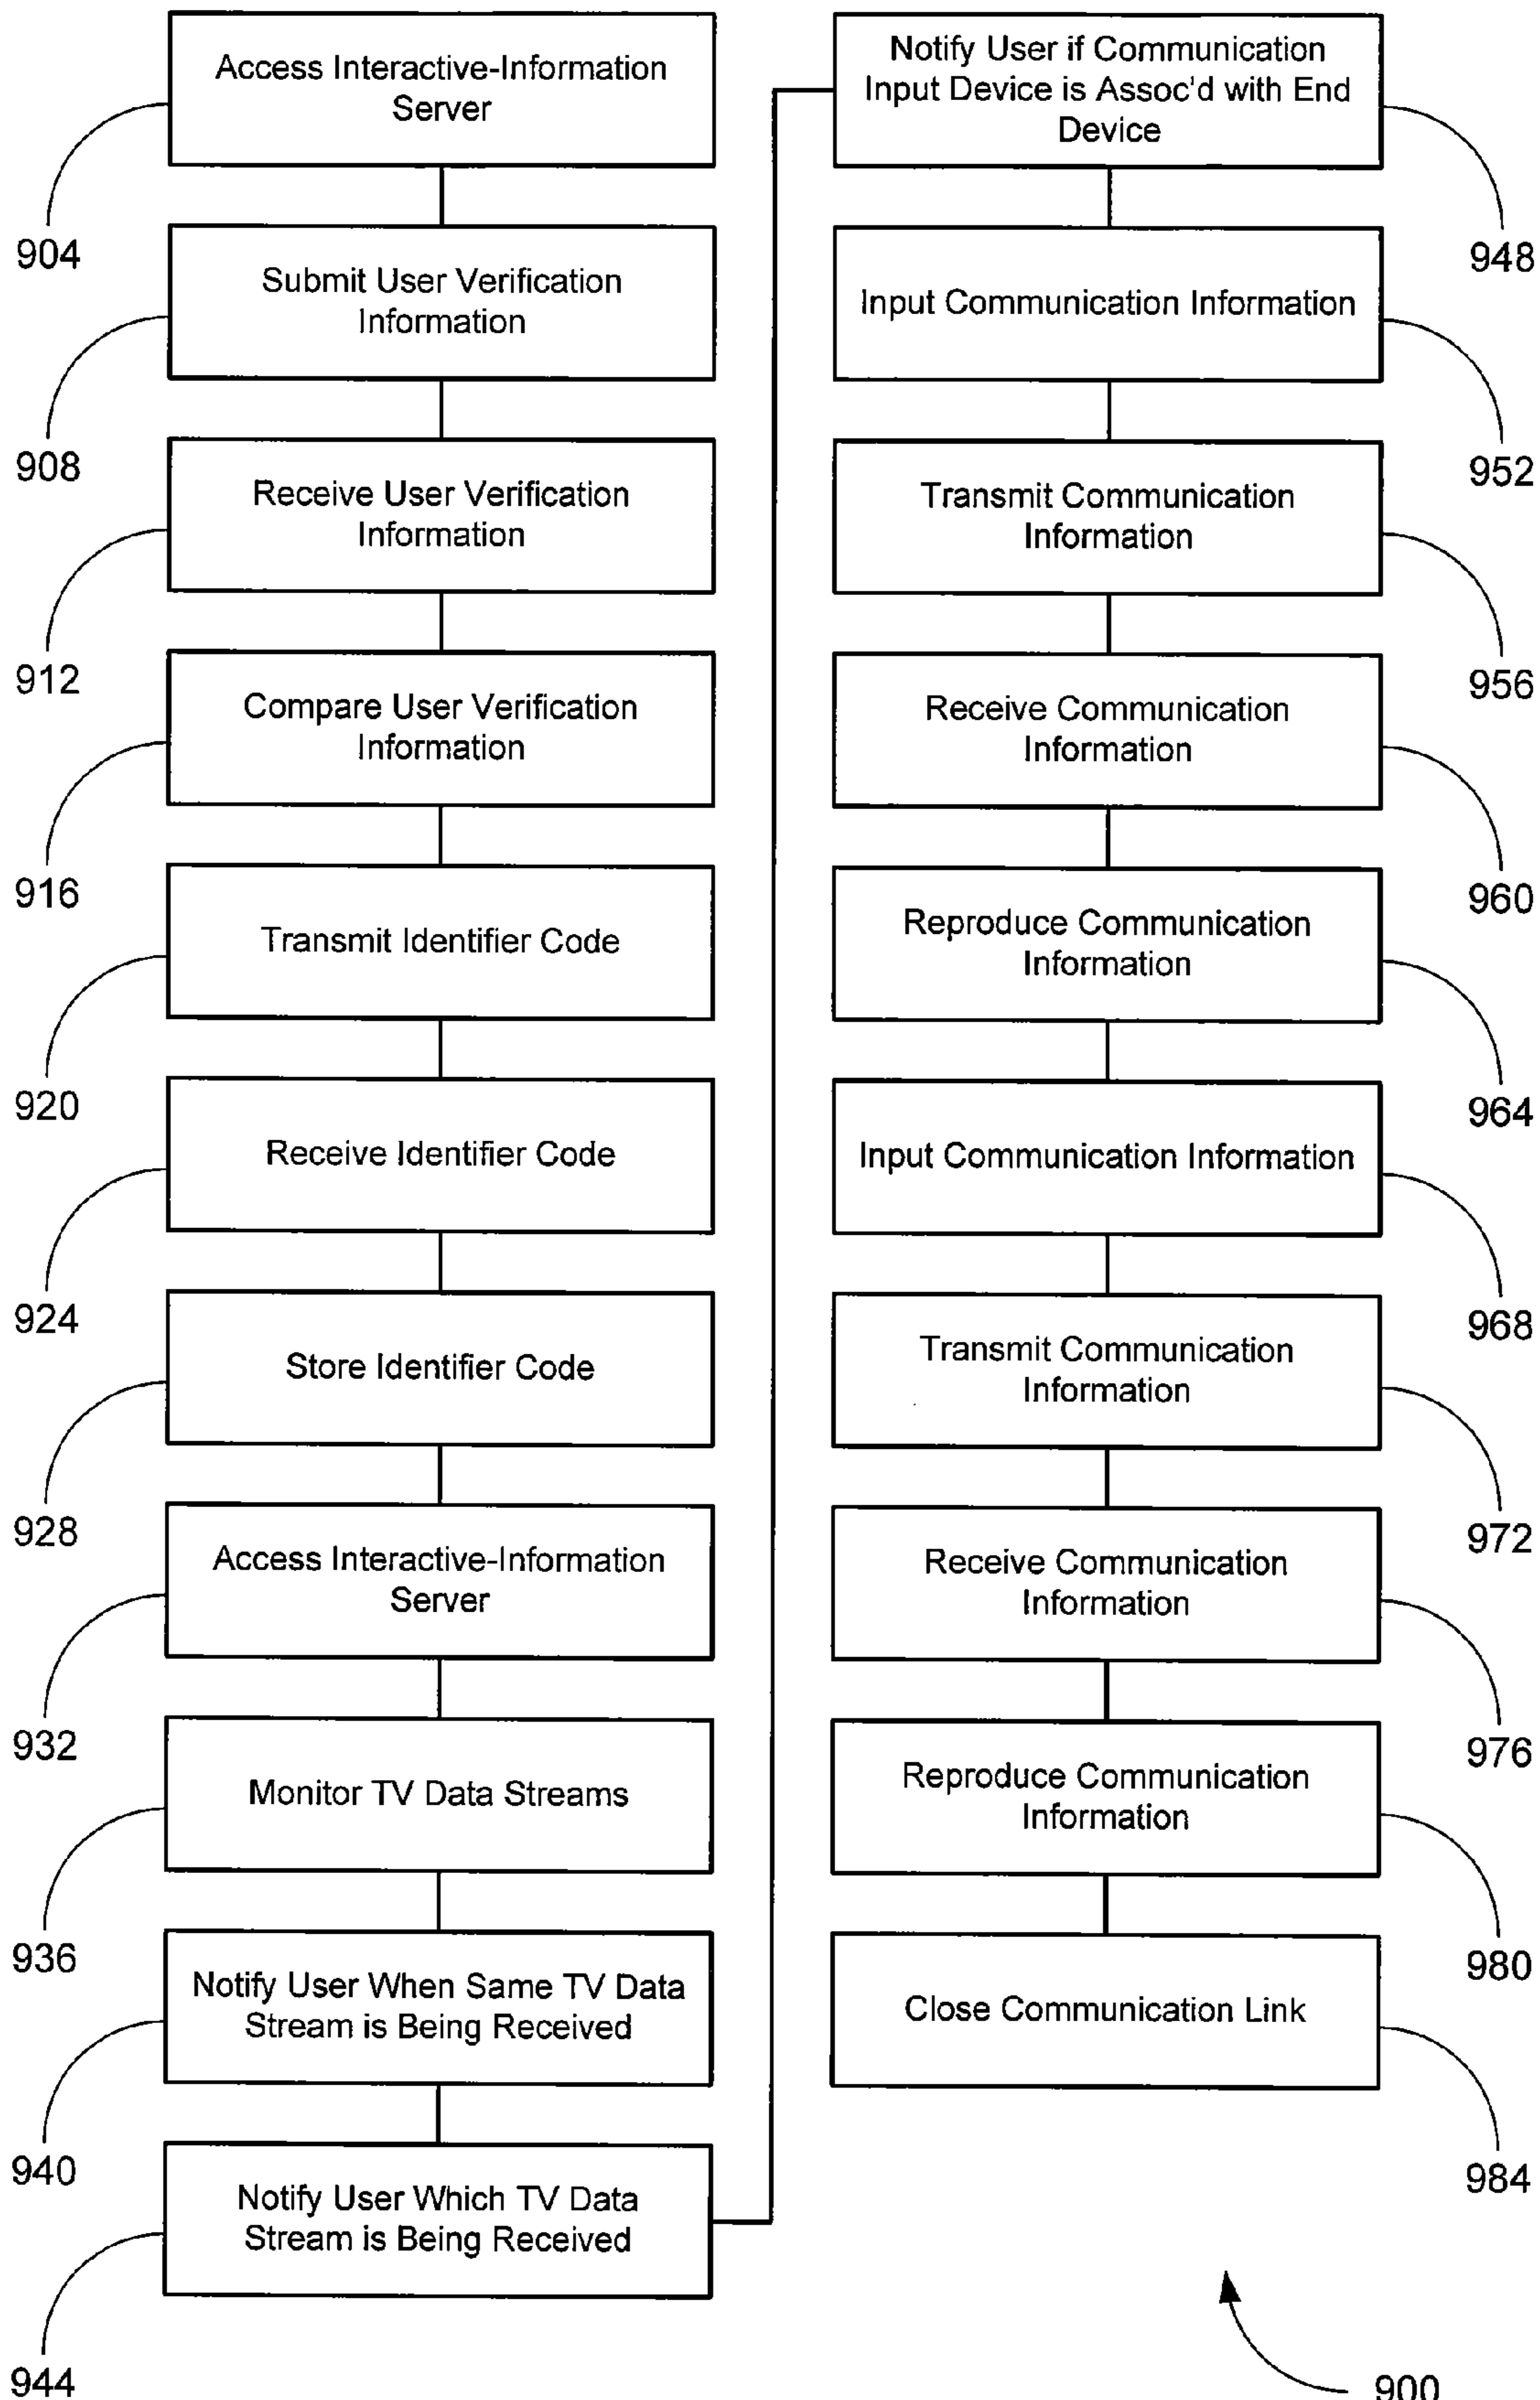 Access Interactive-Information
Server
904
Submit User Verification
Information
908
Receive User Verification
Information
912
Compare User Verification
Information
916
Transmit Identifier Code
920
Receive Identifier Code
924
Store Identifier Code
928
Access Interactive-Information
Server
932
Monitor TV Data Streams
936
Notify User When Same TV Data
Stream is Being Received
940
Notify User Which TV Data
Stream is Being Received
944
Notify User if Communication
Input Device is Assoc'd with End
Device
948
Input Communication Information
952
Transmit Communication
Information
956
Receive Communication
Information
960
Reproduce Communication
Information
964
Input Communication Information
968
Transmit Communication
Information
972
Receive Communication
Information
976
Reproduce Communication
Information
980
Close Communication Link
984
900